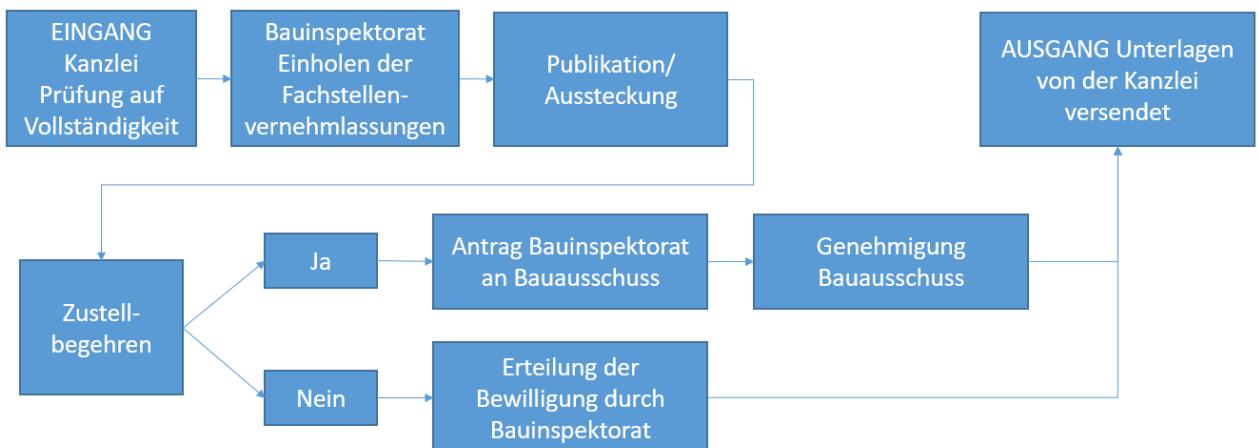 EINGANG
Kanzlei
Prüfung auf
Vollständigkeit
Bauinspektorat
Einholen der
Fachstellen-
vernehmlassungen
Publikation/
Aussteckung
AUSGANG Unterlagen
von der Kanzlei
versendet
Zustell-
begehren
Ja
Antrag Bauinspektorat
an Bauausschuss
Genehmigung
Bauausschuss
Nein
Erteilung der
Bewilligung durch
Bauinspektorat